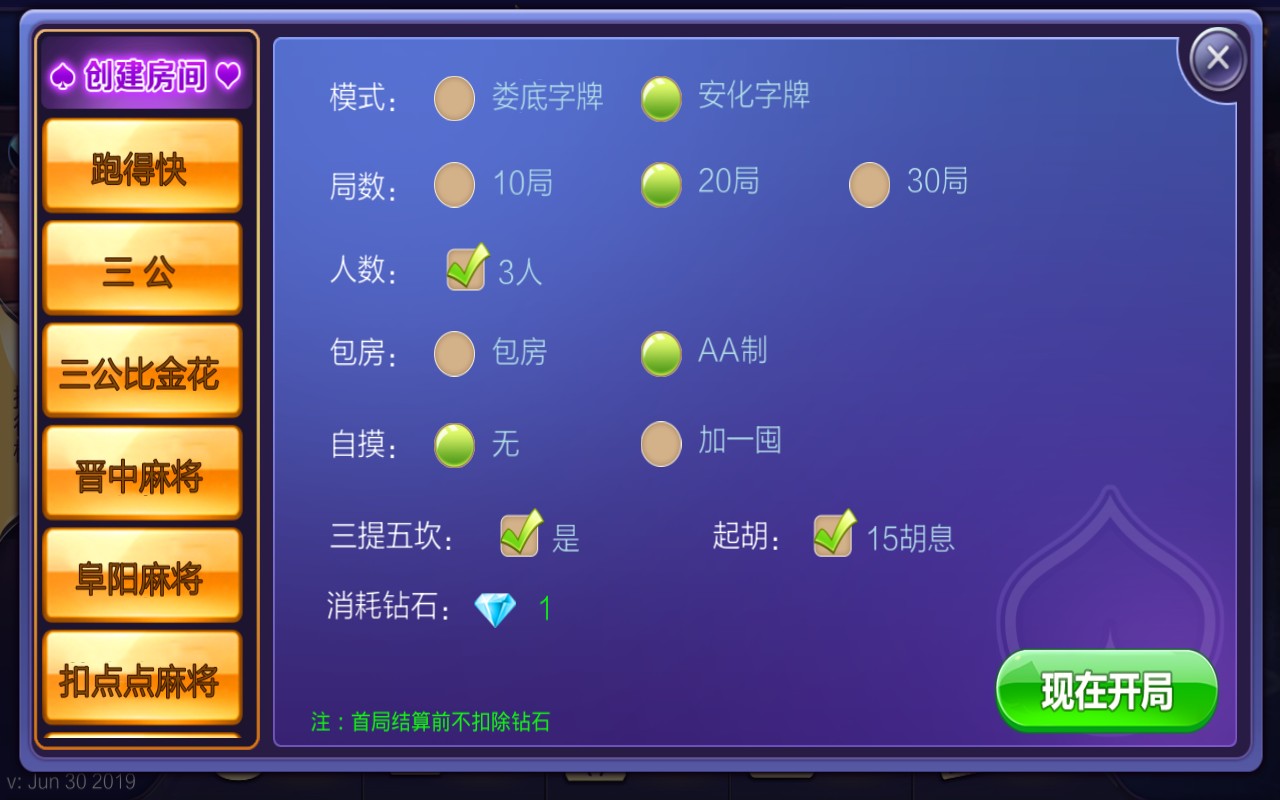 创建房间
跑得快
三公
三公比金花
晋中麻将
阜阳麻将
扣点点麻将
模式： 娄底字牌 安化字牌
局数： 10局 20局 30局
人数： 3人
包房： 包房 AA制
自摸： 无 加一囤
三提五坎： 是 起胡： 15胡息
消耗钻石： 1
注：首局结算前不扣除钻石
现在开局
v: Jun 30 2019